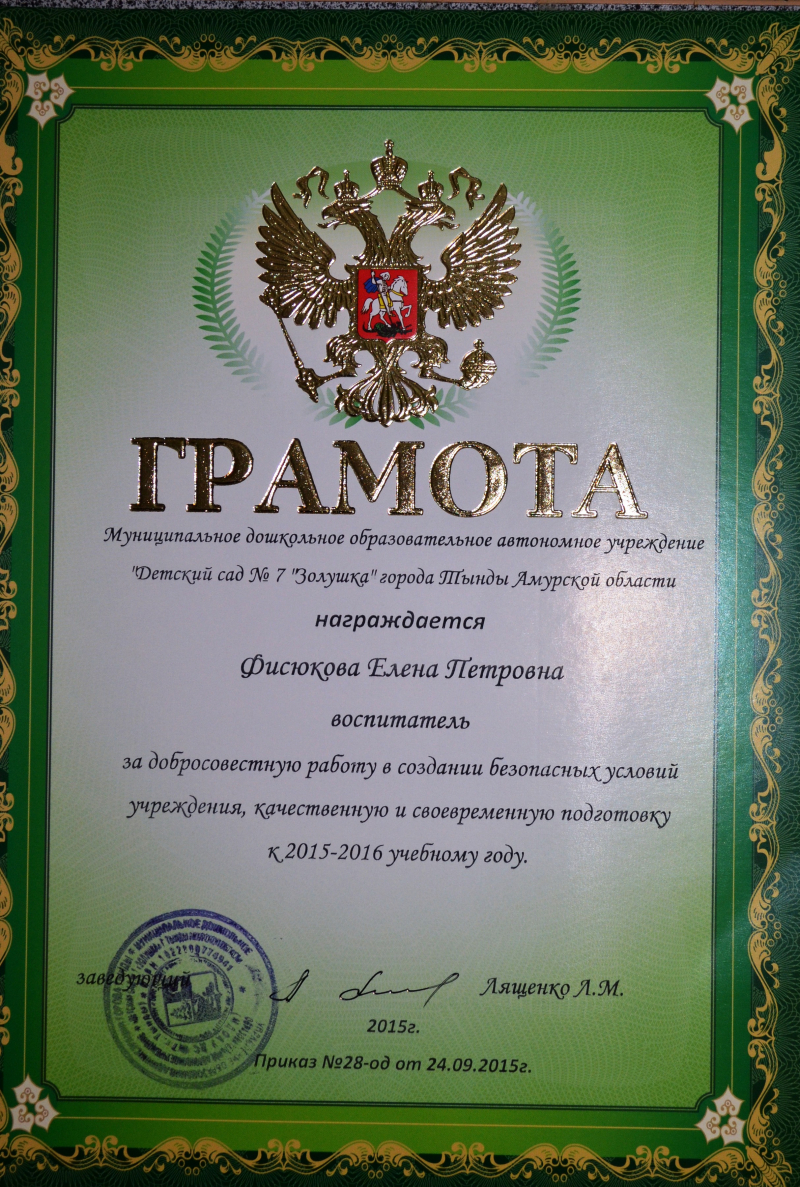 ГРАМОТА
Муниципальное дошкольное образовательное автономное учреждение
"Детский сад № 7 "Золушка" города Тынды Амурской области
награждается
Фисюкова Елена Петровна
воспитатель
за добросовестную работу в создании безопасных условий
учреждения, качественную и своевременную подготовку
к 2015-2016 учебному году.
заведующий Лященко Л.М.
2015г.
Приказ №28-од от 24.09.2015г.